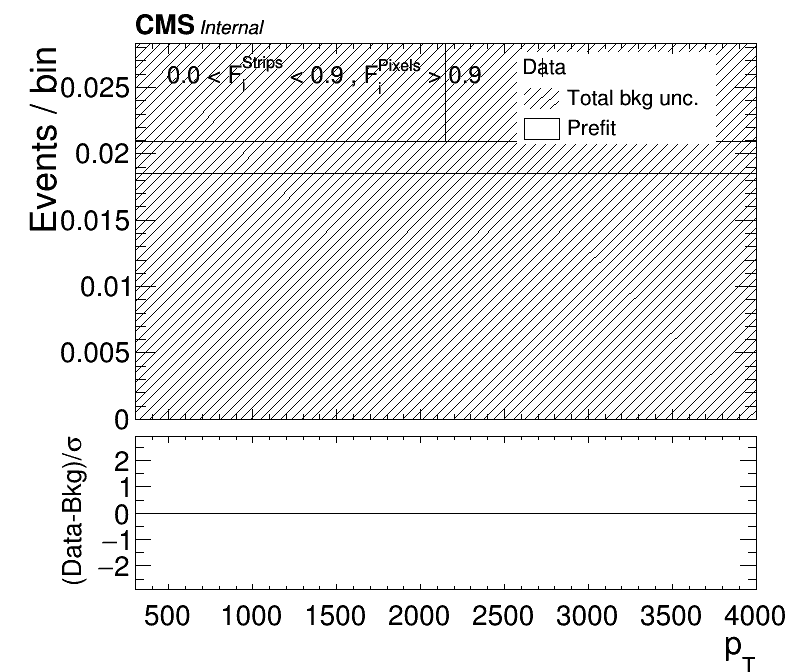 CMS Internal
Events / bin
0.0 < F_i^Strips < 0.9 , F_i^Pixels > 0.9
Data
Total bkg unc.
Prefit
0.025
0.02
0.015
0.01
0.005
0
(Data-Bkg)/σ
2
1
0
−1
−2
500 1000 1500 2000 2500 3000 3500 4000
p_T